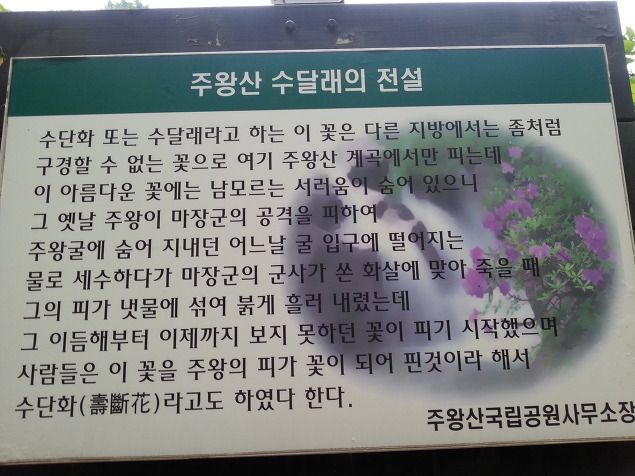 주왕산 수달래의 전설
수단화 또는 수달래라고 하는 이 꽃은 다른 지방에서는 좀처럼
구경할 수 없는 꽃으로 여기 주왕산 계곡에서만 피는데
이 아름다운 꽃에는 남모르는 서러움이 숨어 있으니
그 옛날 주왕이 마장군의 공격을 피하여
주왕굴에 숨어 지내던 어느날 굴 입구에 떨어지는
물로 세수하다가 마장군의 군사가 쏜 화살에 맞아 죽을 때
그의 피가 냇물에 섞여 붉게 흘러 내렸는데
그 이듬해부터 이제까지 보지 못하던 꽃이 피기 시작했으며
사람들은 이 꽃을 주왕의 피가 꽃이 되어 핀것이라 해서
수단화(壽斷花)라고도 하였다 한다.
주왕산국립공원사무소장